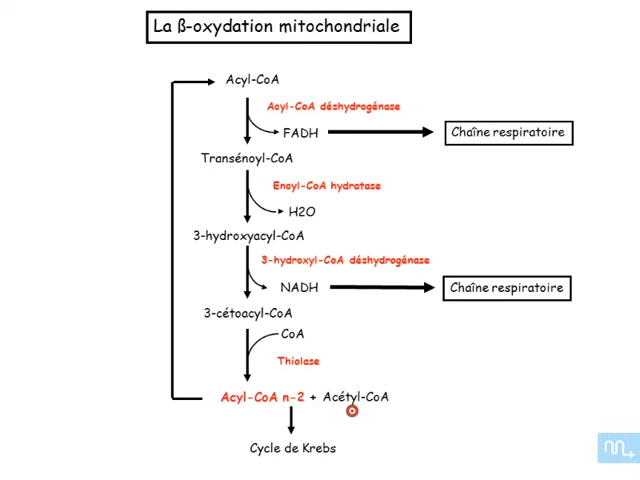 La ß-oxydation mitochondriale
Acyl-CoA
Acyl-CoA déshydrogénase
FADH
Chaîne respiratoire
Transénoyl-CoA
Enoyl-CoA hydratase
H2O
3-hydroxyacyl-CoA
3-hydroxyl-CoA déshydrogénase
NADH
Chaîne respiratoire
3-cétoacyl-CoA
CoA
Thiolase
Acyl-CoA n-2 + Acétyl-CoA
Cycle de Krebs